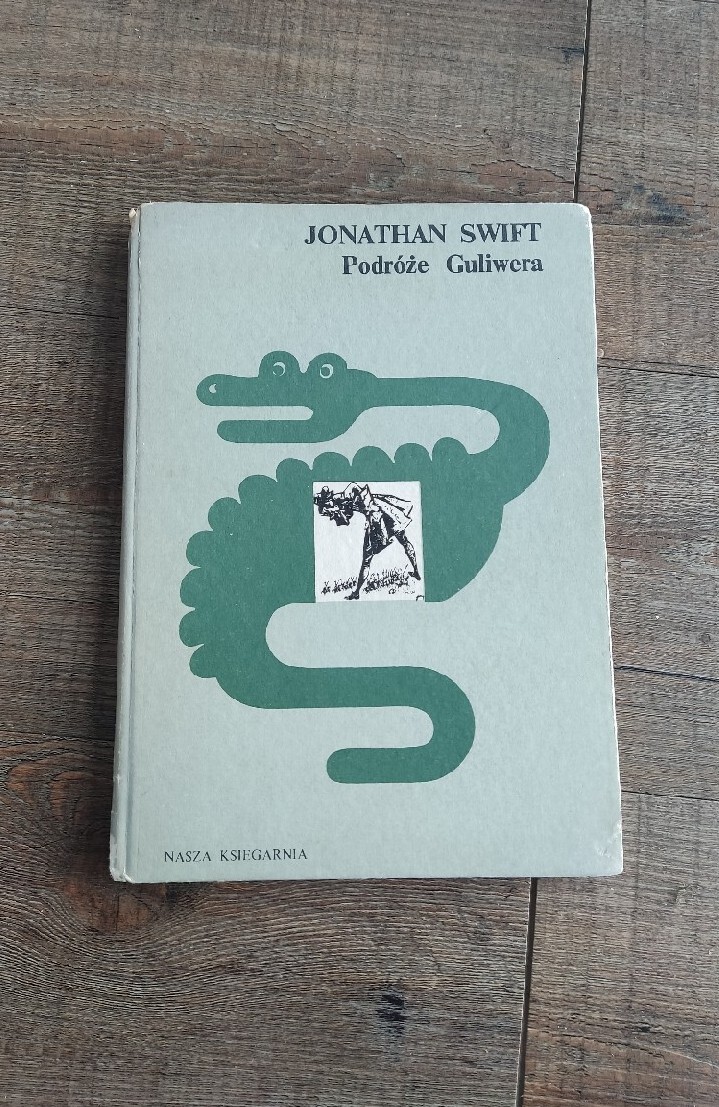 JONATHAN SWIFT
Podróże Guliwera
NASZA KSIĘGARNIA